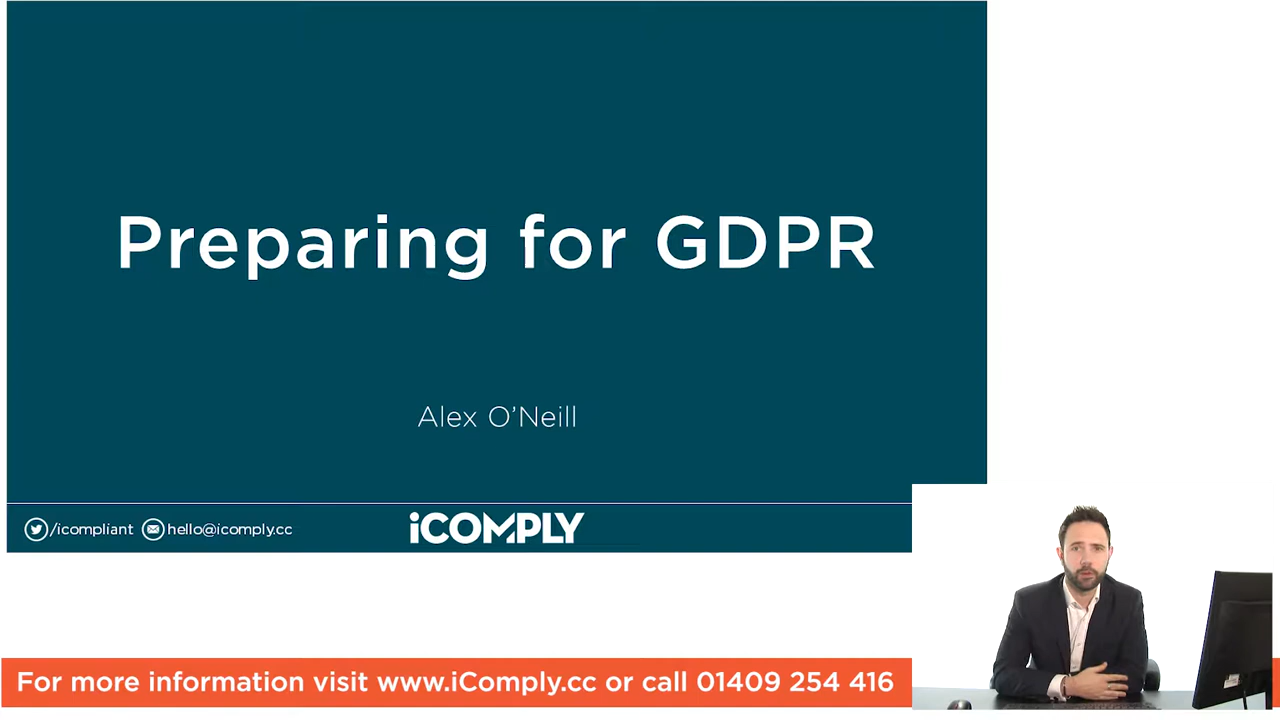 Preparing for GDPR
Alex O'Neill
/icompliant hello@icomply.cc iCOMPLY
For more information visit www.iComply.cc or call 01409 254 416